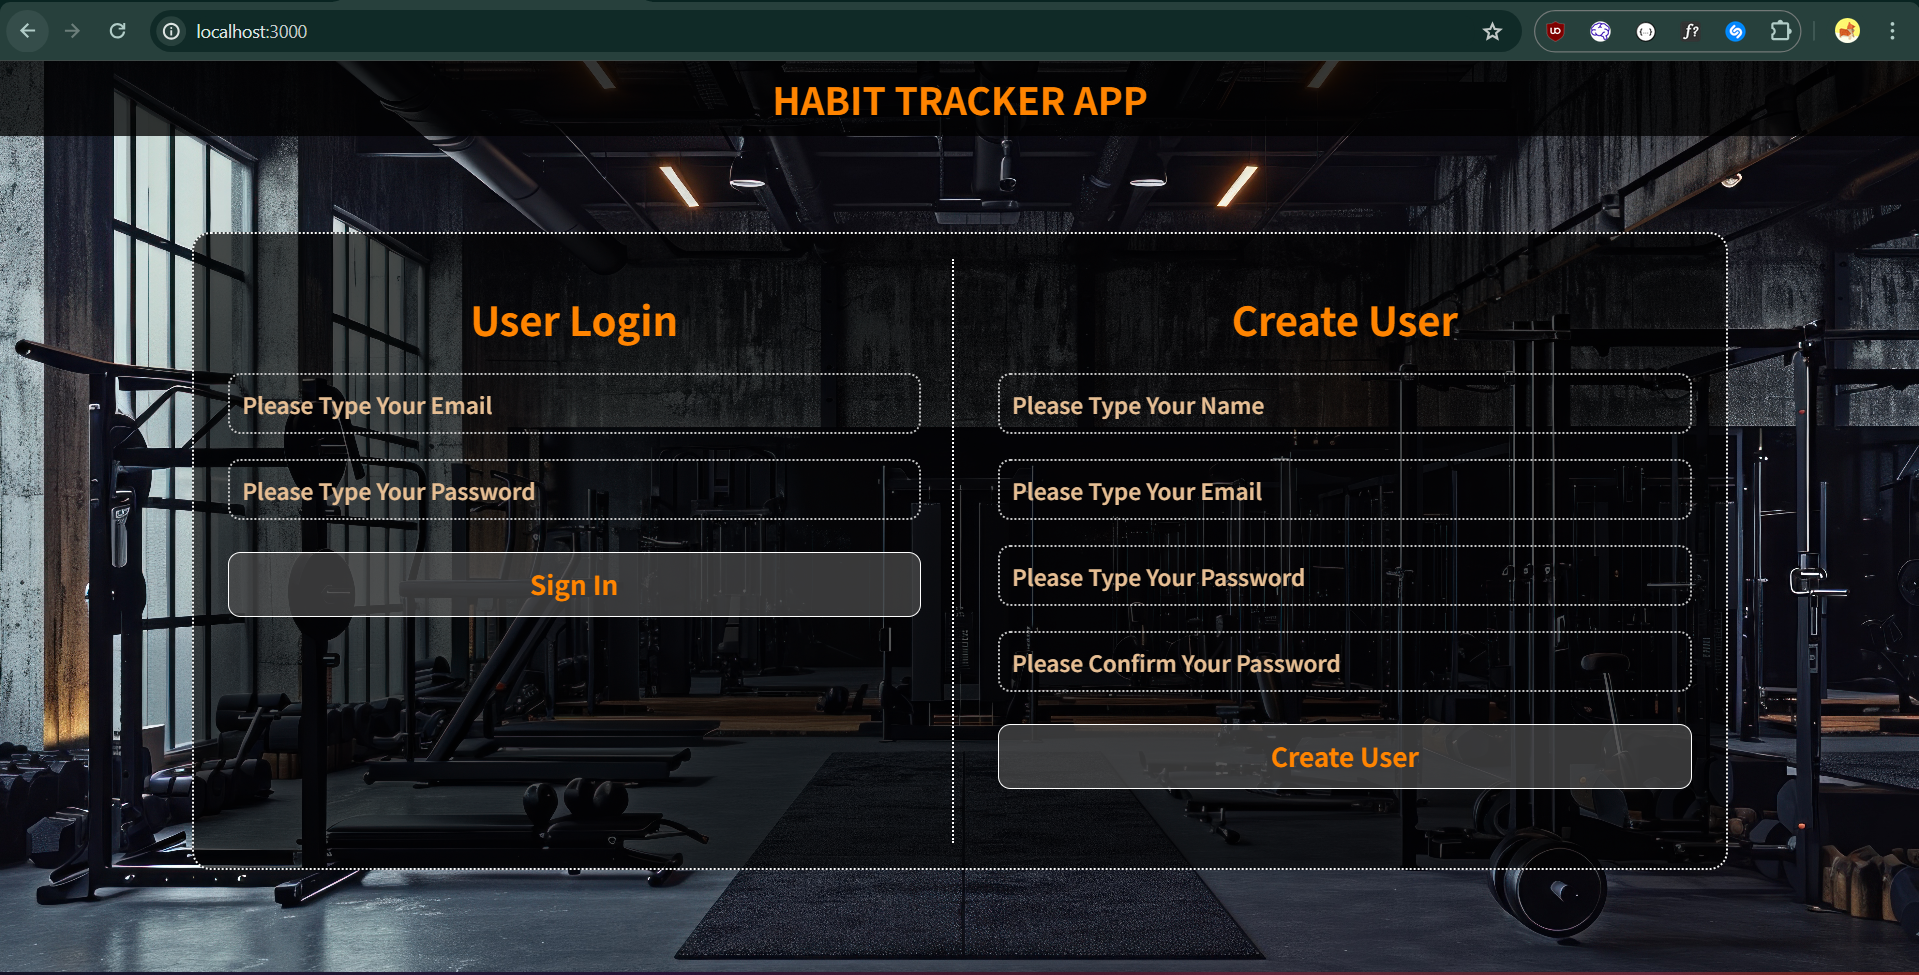 localhost:3000
HABIT TRACKER APP
User Login
Please Type Your Email
Please Type Your Password
Sign In
Create User
Please Type Your Name
Please Type Your Email
Please Type Your Password
Please Confirm Your Password
Create User